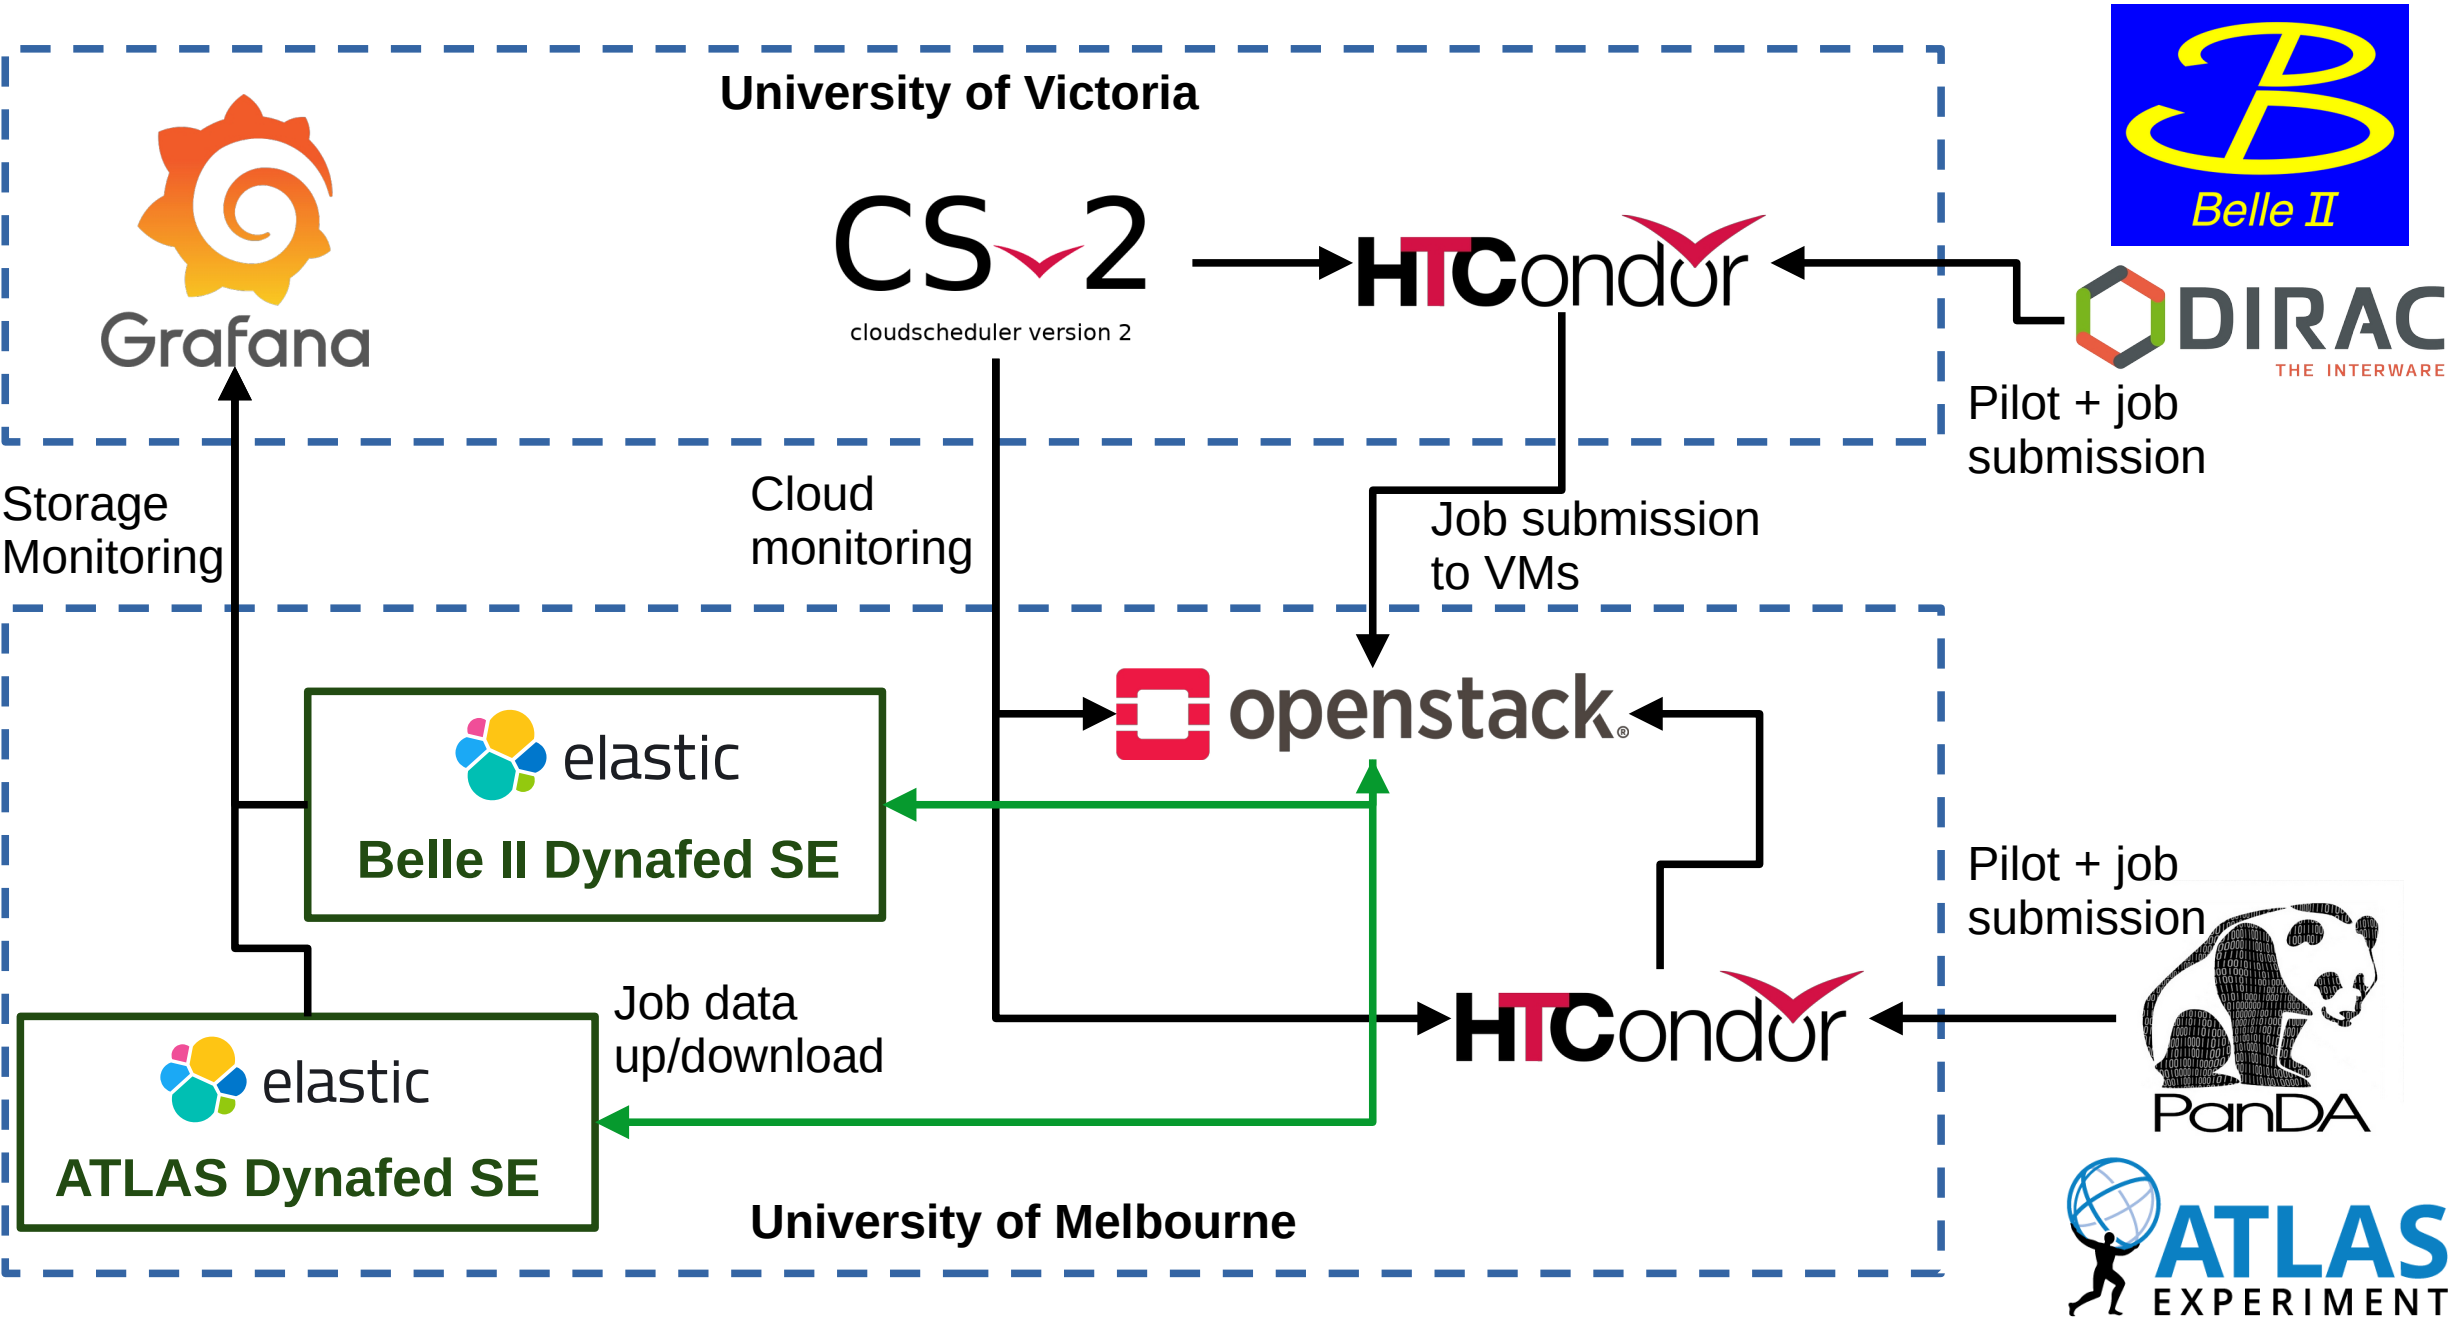 University of Victoria
Belle II
Grafana
CS 2
cloudscheduler version 2
HTCondor
DIRAC
THE INTERWARE
Pilot + job
submission
Storage
Monitoring
Cloud
monitoring
Job submission
to VMs
openstack®
elastic
Belle II Dynafed SE
Pilot + job
submission
Job data
up/download
HTCondor
elastic
ATLAS Dynafed SE
PanDA
University of Melbourne
ATLAS
EXPERIMENT